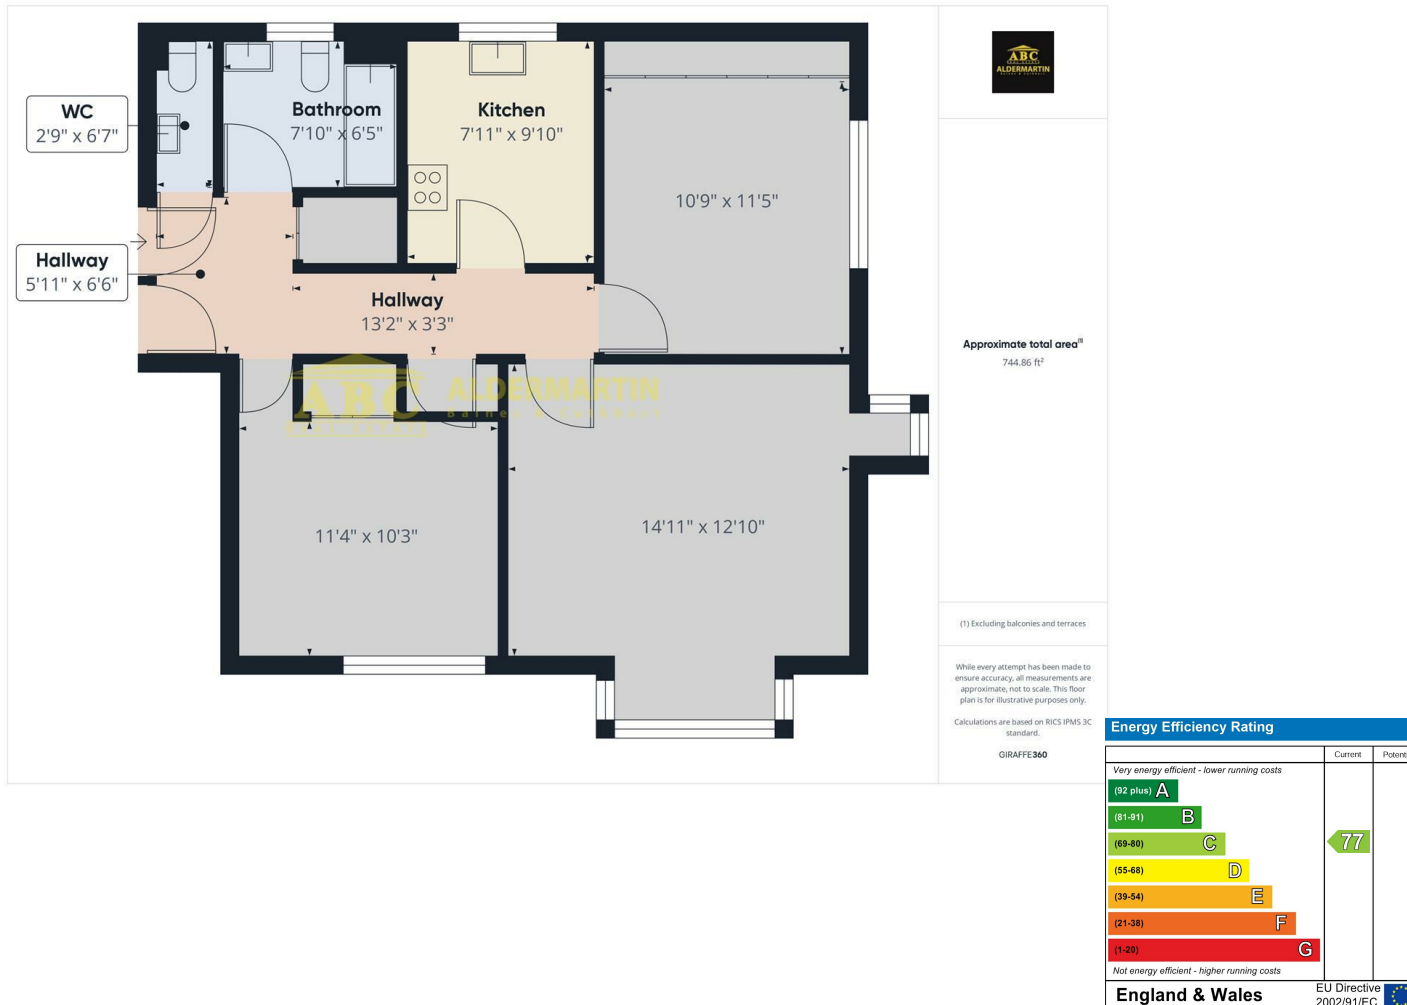 WC
2'9" x 6'7"
Bathroom
7'10" x 6'5"
Kitchen
7'11" x 9'10"
10'9" x 11'5"
Hallway
5'11" x 6'6"
Hallway
13'2" x 3'3"
ABC
ALDERMARTIN
11'4" x 10'3"
14'11" x 12'10"
ABC
ALDERMARTIN
Approximate total area(1)
744.86 ft²
(1) Excluding balconies and terraces
While every attempt has been made to
ensure accuracy, all measurements are
approximate, not to scale. This floor
plan is for illustrative purposes only.
Calculations are based on RICS IPMS 3C
standard.
GIRAFFE360
Energy Efficiency Rating
Current
Potent
Very energy efficient - lower running costs
(92 plus) A
(81-91) B
(69-80) C
77
(55-68) D
(39-54) E
(21-38) F
(1-20) G
Not energy efficient - higher running costs
England & Wales
EU Directive
2002/91/EC